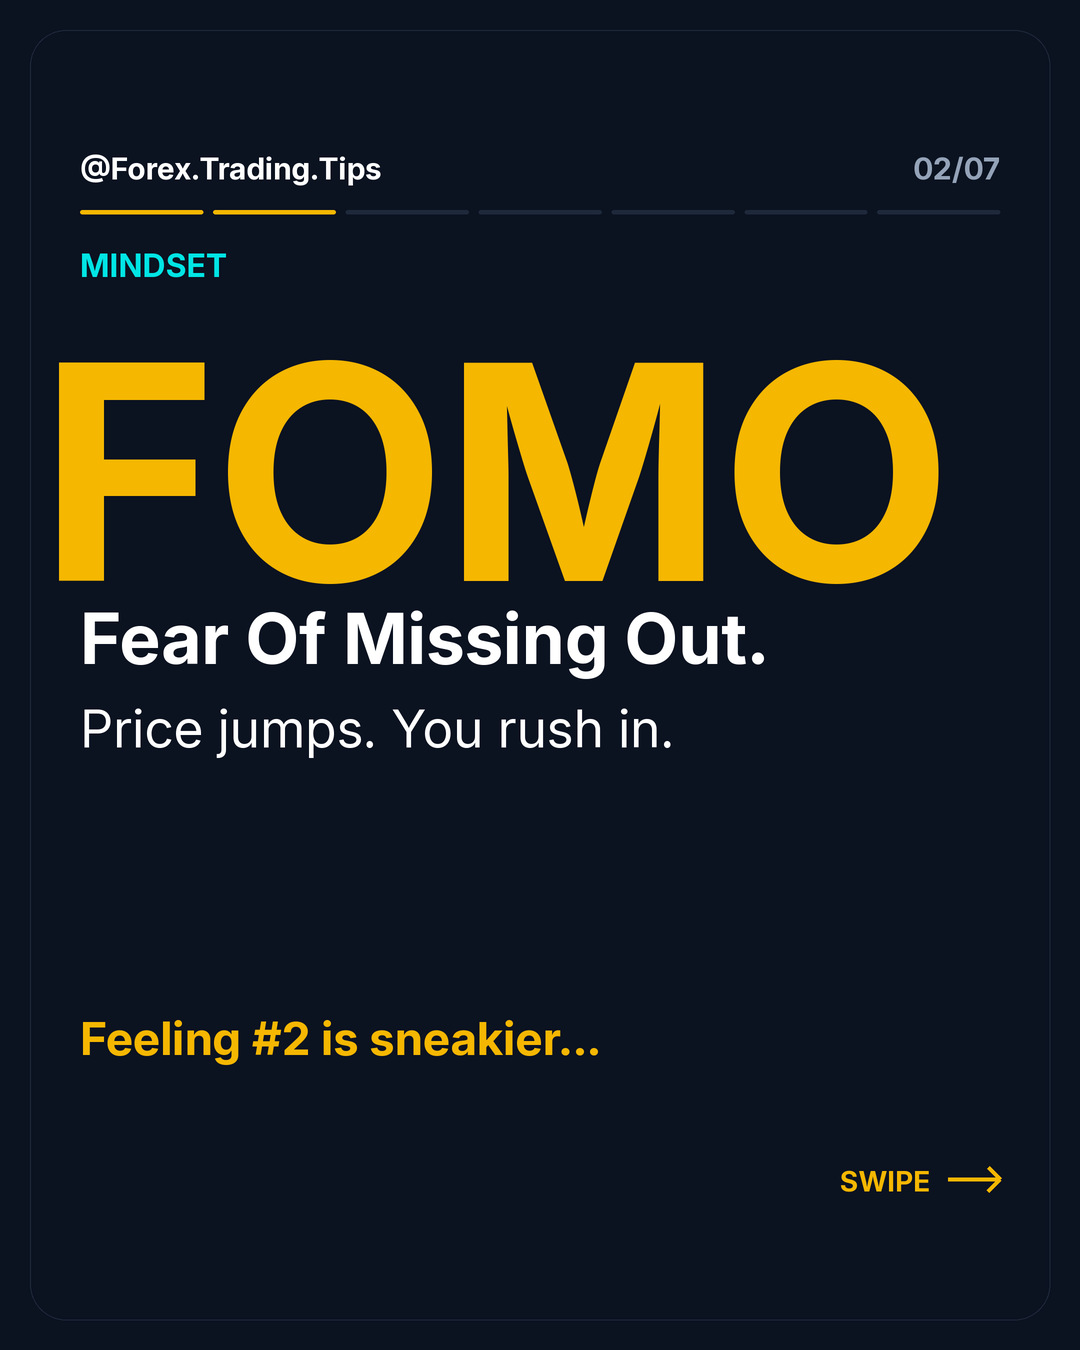 @Forex.Trading.Tips
02/07
MINDSET
FOMO
Fear Of Missing Out.
Price jumps. You rush in.
Feeling #2 is sneakier...
SWIPE